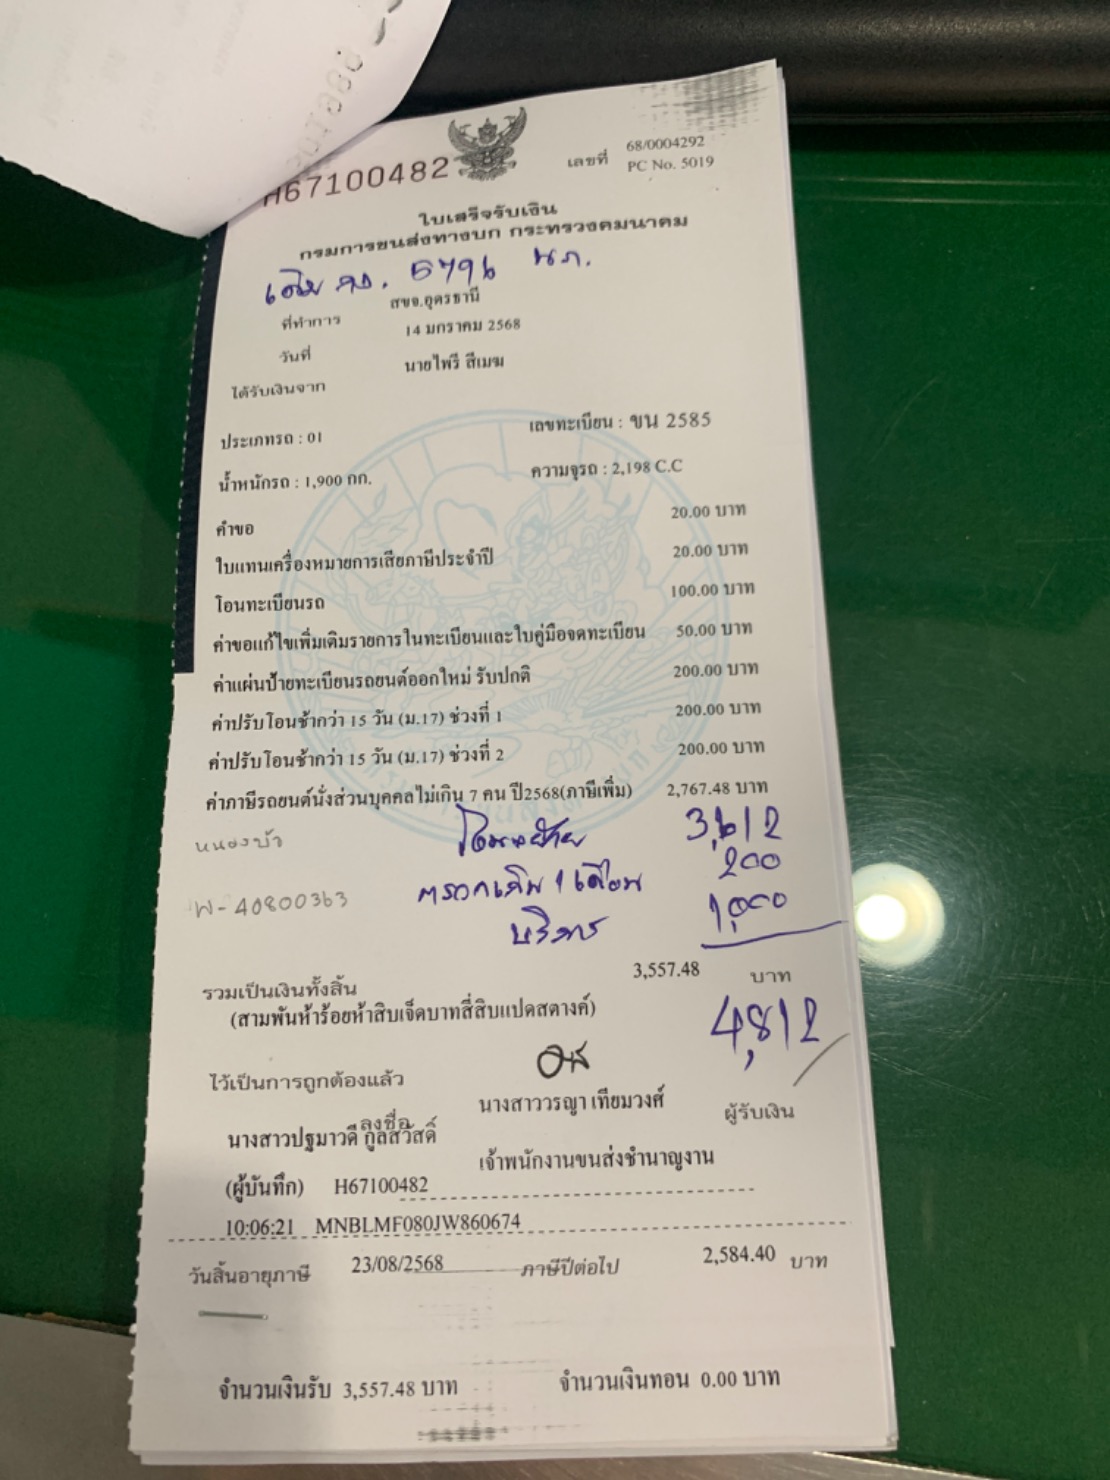 H67100482
เลขที่ 68/0004292
PC No. 5019
ใบเสร็จรับเงิน
กรมการขนส่งทางบก กระทรวงคมนาคม
เดิม 5796
ที่ทำการ สขจ.อุดรธานี
วันที่ 14 มกราคม 2568
ได้รับเงินจาก นายไพรี สีเมฆ
ประเภทรถ : 01 เลขทะเบียน : ขน 2585
น้ำหนักรถ : 1,900 กก. ความจุรถ : 2,198 C.C
คำขอ 20.00 บาท
ใบแทนเครื่องหมายการเสียภาษีประจำปี 20.00 บาท
โอนทะเบียนรถ 100.00 บาท
ค่าขอแก้ไขเพิ่มเติมรายการในทะเบียนและใบคู่มือจดทะเบียน 50.00 บาท
ค่าแผ่นป้ายทะเบียนรถยนต์ออกใหม่ รับปกติ 200.00 บาท
ค่าปรับโอนช้ากว่า 15 วัน (ม.17) ช่วงที่ 1 200.00 บาท
ค่าปรับโอนช้ากว่า 15 วัน (ม.17) ช่วงที่ 2 200.00 บาท
ค่าภาษีรถยนต์นั่งส่วนบุคคลไม่เกิน 7 คน ปี2568(ภาษีเพิ่ม) 2,767.48 บาท
หนองบัว 3,612
200
W-40800363 1 เดือน 1,000
บริการ
รวมเป็นเงินทั้งสิ้น 3,557.48 บาท
(สามพันห้าร้อยห้าสิบเจ็ดบาทสี่สิบแปดสตางค์) 4,812
ไว้เป็นการถูกต้องแล้ว
ลงชื่อ นางสาววรญา เทียมวงศ์ ผู้รับเงิน
นางสาวปฐมาวดี กูลสวัสดิ์
เจ้าพนักงานขนส่งชำนาญงาน
(ผู้บันทึก) H67100482
10:06:21 MNBLMF080JW860674
วันสิ้นอายุภาษี 23/08/2568 ภาษีปีต่อไป 2,584.40 บาท
จำนวนเงินรับ 3,557.48 บาท จำนวนเงินทอน 0.00 บาท